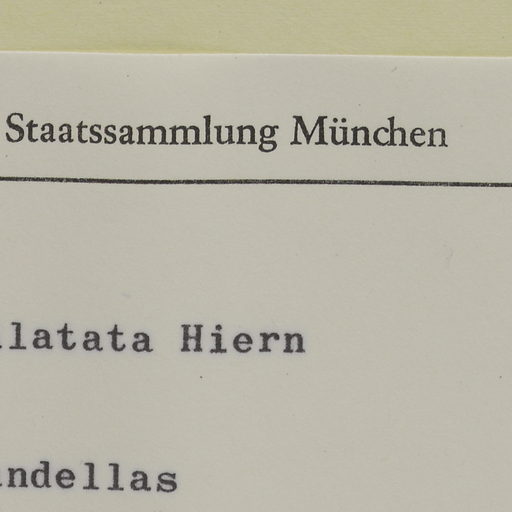 Staatssammlung München
latata Hiern
ndellas